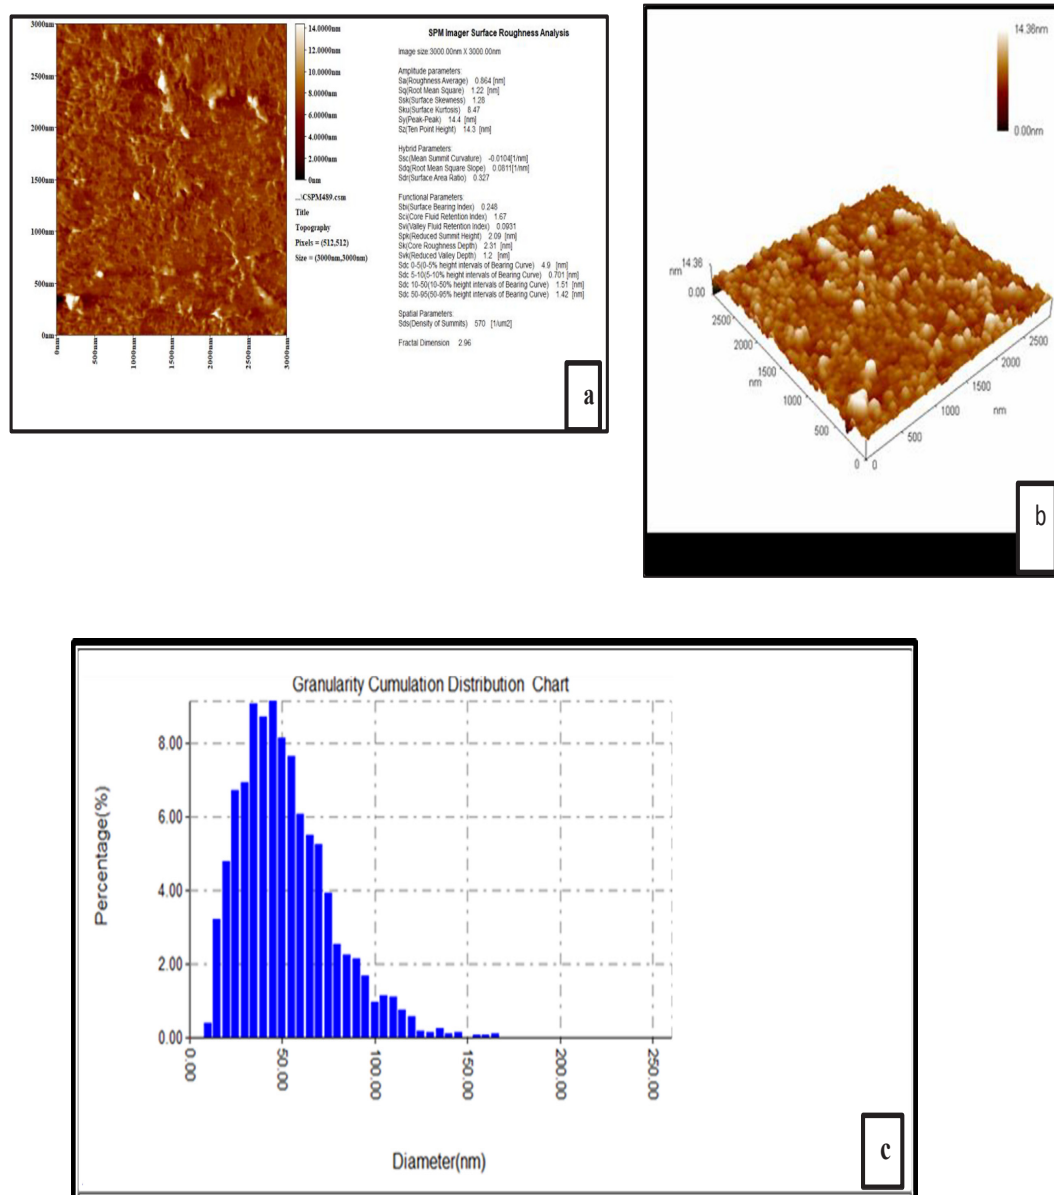 3000nm
2500nm
2000nm
1500nm
1000nm
500nm
0nm
0nm
500nm
1000nm
1500nm
2000nm
2500nm
3000nm
14.0000nm
12.0000nm
10.0000nm
8.0000nm
6.0000nm
4.0000nm
2.0000nm
0nm
...\CSPM489.csm
Title
Topography
Pixels = (512,512)
Size = (3000nm,3000nm)
SPM Imager Surface Roughness Analysis
Image size:3000.00nm X 3000.00nm
Amplitude parameters:
Sa(Roughness Average) 0.864 [nm]
Sq(Root Mean Square) 1.22 [nm]
Ssk(Surface Skewness) 1.28
Sku(Surface Kurtosis) 8.47
Sy(Peak-Peak) 14.4 [nm]
Sz(Ten Point Height) 14.3 [nm]
Hybrid Parameters:
Ssc(Mean Summit Curvature) -0.0104[1/nm]
Sdq(Root Mean Square Slope) 0.0811[1/nm]
Sdr(Surface Area Ratio) 0.327
Functional Parameters:
Sbi(Surface Bearing Index) 0.248
Sci(Core Fluid Retention Index) 1.67
Svi(Valley Fluid Retention Index) 0.0931
Spk(Reduced Summit Height) 2.09 [nm]
Sk(Core Roughness Depth) 2.31 [nm]
Svk(Reduced Valley Depth) 1.2 [nm]
Sdc 0-5(0-5% height intervals of Bearing Curve) 4.9 [nm]
Sdc 5-10(5-10% height intervals of Bearing Curve) 0.701 [nm]
Sdc 10-50(10-50% height intervals of Bearing Curve) 1.51 [nm]
Sdc 50-95(50-95% height intervals of Bearing Curve) 1.42 [nm]
Spatial Parameters:
Sds(Density of Summits) 570 [1/um2]
Fractal Dimension 2.96
a
14.36nm
0.00nm
14.36
nm
0.00
2500
2000
1500
nm
1000
500
0
0
500
1000
nm
1500
2000
2500
b
Granularity Cumulation Distribution Chart
Percentage(%)
8.00
6.00
4.00
2.00
0.00
0.00
50.00
100.00
150.00
200.00
250.00
Diameter(nm)
c